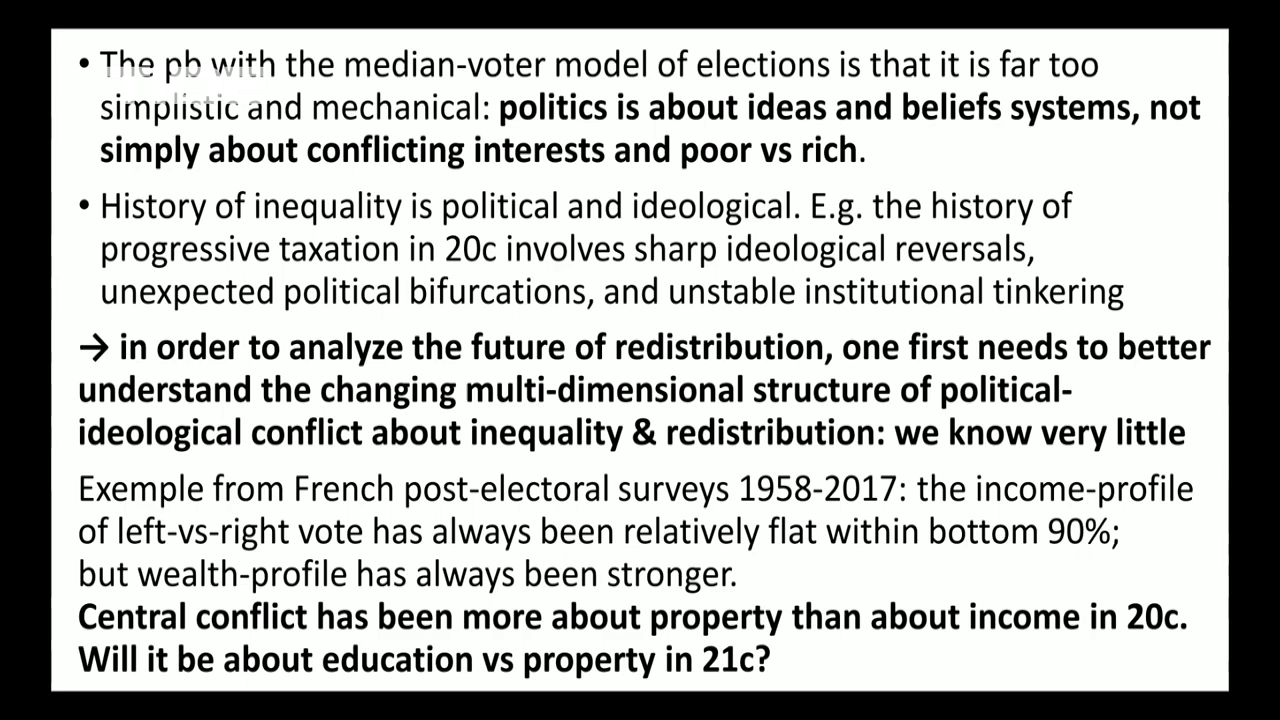 • The pb with the median-voter model of elections is that it is far too
simplistic and mechanical: politics is about ideas and beliefs systems, not
simply about conflicting interests and poor vs rich.
• History of inequality is political and ideological. E.g. the history of
progressive taxation in 20c involves sharp ideological reversals,
unexpected political bifurcations, and unstable institutional tinkering
→ in order to analyze the future of redistribution, one first needs to better
understand the changing multi-dimensional structure of political-
ideological conflict about inequality & redistribution: we know very little
Exemple from French post-electoral surveys 1958-2017: the income-profile
of left-vs-right vote has always been relatively flat within bottom 90%;
but wealth-profile has always been stronger.
Central conflict has been more about property than about income in 20c.
Will it be about education vs property in 21c?